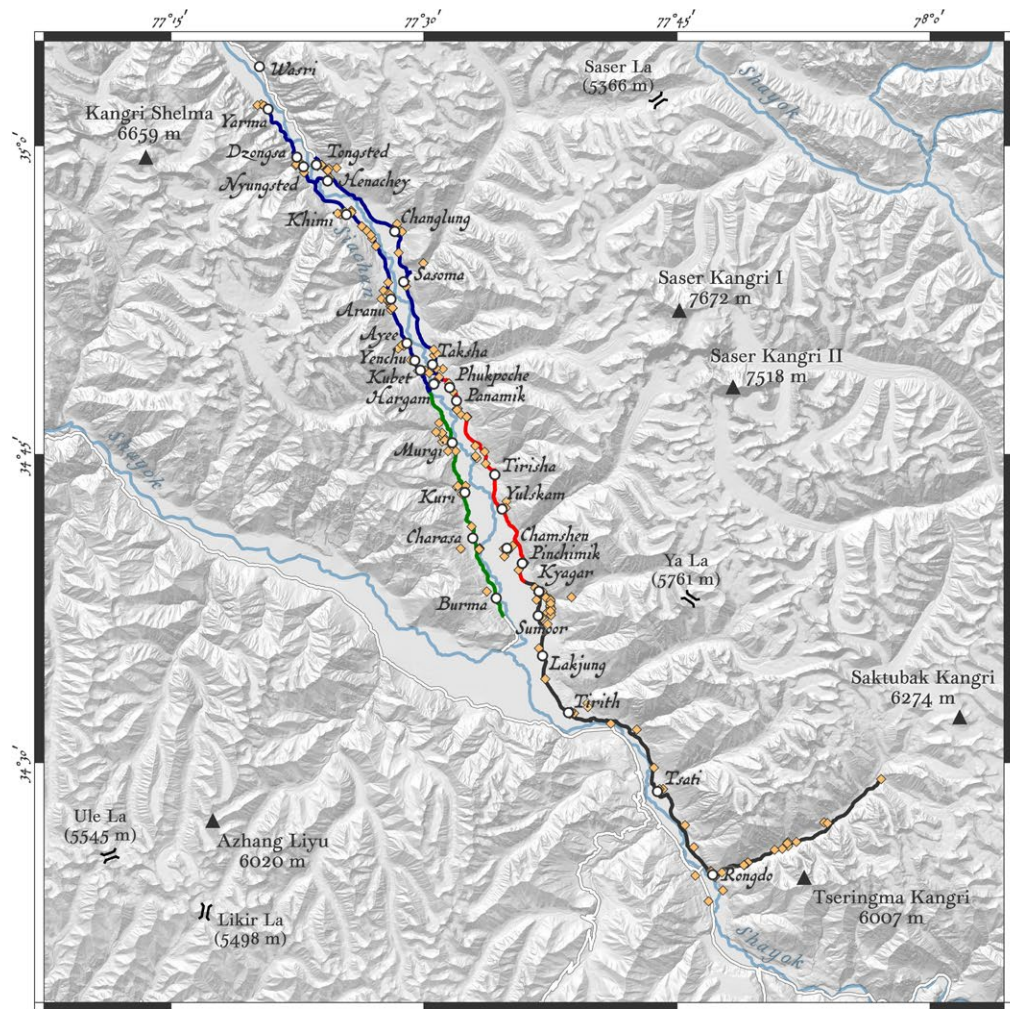 77°15'
77°30'
77°45'
78°0'
Wasri
Saser La
(5366 m)
Shayok
Kangri Shelma
6659 m
Yarma
35°0'
Dzongsa
Tongsted
Nyungsted
Henachey
Khimi
Changlung
Siachan
Sasoma
Saser Kangri I
7672 m
Aranu
Ayee
Yenchu
Taksha
Saser Kangri II
7518 m
Kubet
Phukpoche
Hargam
Panamik
Shayok
34°45'
Murgi
Tirisha
Kuri
Yulskam
Charasa
Chamshen
Pinchimik
Ya La
(5761 m)
Kyagar
Burma
Sumoor
Lakjung
Saktubak Kangri
6274 m
Tirith
34°30'
Tsati
Ule La
(5545 m)
Azhang Liyu
6020 m
Rongdo
Tseringma Kangri
6007 m
Likir La
(5498 m)
Shayok